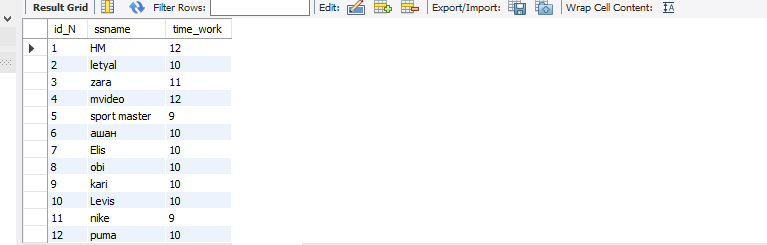 Result Grid Filter Rows: Edit: Export/Import: Wrap Cell Content: IA
id_N ssname time_work
1 HM 12
2 letyal 10
3 zara 11
4 mvideo 12
5 sport master 9
6 ашан 10
7 Elis 10
8 obi 10
9 kari 10
10 Levis 10
11 nike 9
12 puma 10